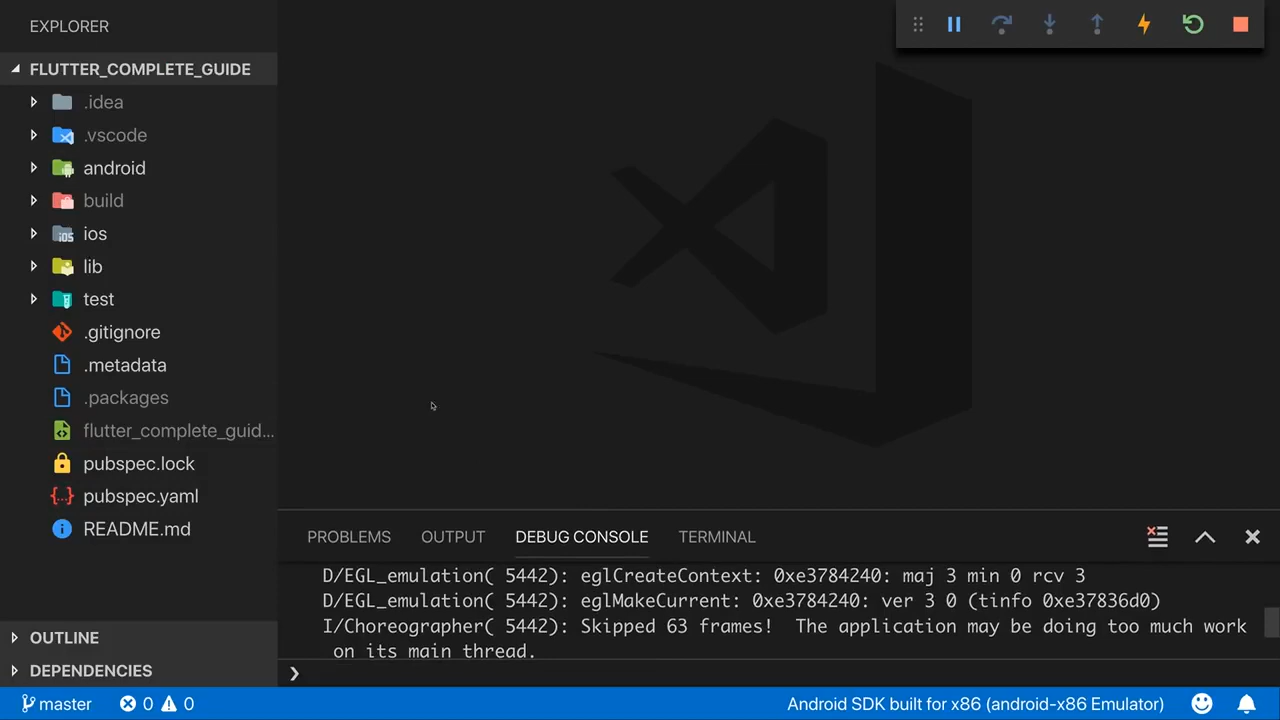 EXPLORER
FLUTTER_COMPLETE_GUIDE
.idea
.vscode
android
build
ios
lib
test
.gitignore
.metadata
.packages
flutter_complete_guid...
pubspec.lock
pubspec.yaml
README.md
OUTLINE
DEPENDENCIES
PROBLEMS OUTPUT DEBUG CONSOLE TERMINAL
D/EGL_emulation( 5442): eglCreateContext: 0xe3784240: maj 3 min 0 rcv 3
D/EGL_emulation( 5442): eglMakeCurrent: 0xe3784240: ver 3 0 (tinfo 0xe37836d0)
I/Choreographer( 5442): Skipped 63 frames!  The application may be doing too much work
on its main thread.
master 0 0 Android SDK built for x86 (android-x86 Emulator)